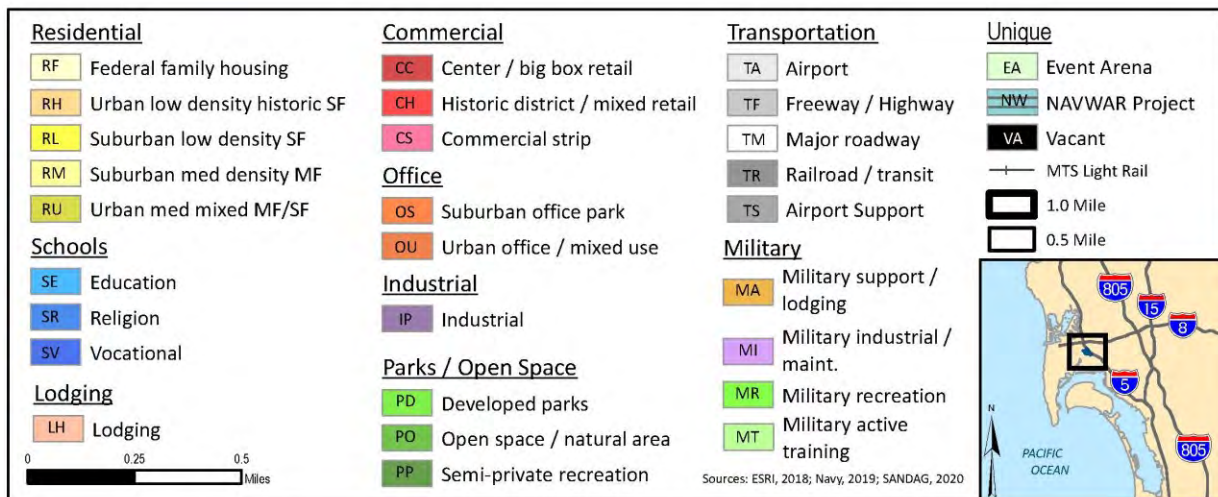 Residential
RF Federal family housing
RH Urban low density historic SF
RL Suburban low density SF
RM Suburban med density MF
RU Urban med mixed MF/SF
Schools
SE Education
SR Religion
SV Vocational
Lodging
LH Lodging
0 0.25 0.5
Miles
Commercial
CC Center / big box retail
CH Historic district / mixed retail
CS Commercial strip
Office
OS Suburban office park
OU Urban office / mixed use
Industrial
IP Industrial
Parks / Open Space
PD Developed parks
PO Open space / natural area
PP Semi-private recreation
Transportation
TA Airport
TF Freeway / Highway
TM Major roadway
TR Railroad / transit
TS Airport Support
Military
MA Military support /
lodging
MI Military industrial /
maint.
MR Military recreation
MT Military active
training
Sources: ESRI, 2018; Navy, 2019; SANDAG, 2020
Unique
EA Event Arena
NW NAVWAR Project
VA Vacant
MTS Light Rail
1.0 Mile
0.5 Mile
805
15
8
5
805
N
PACIFIC
OCEAN